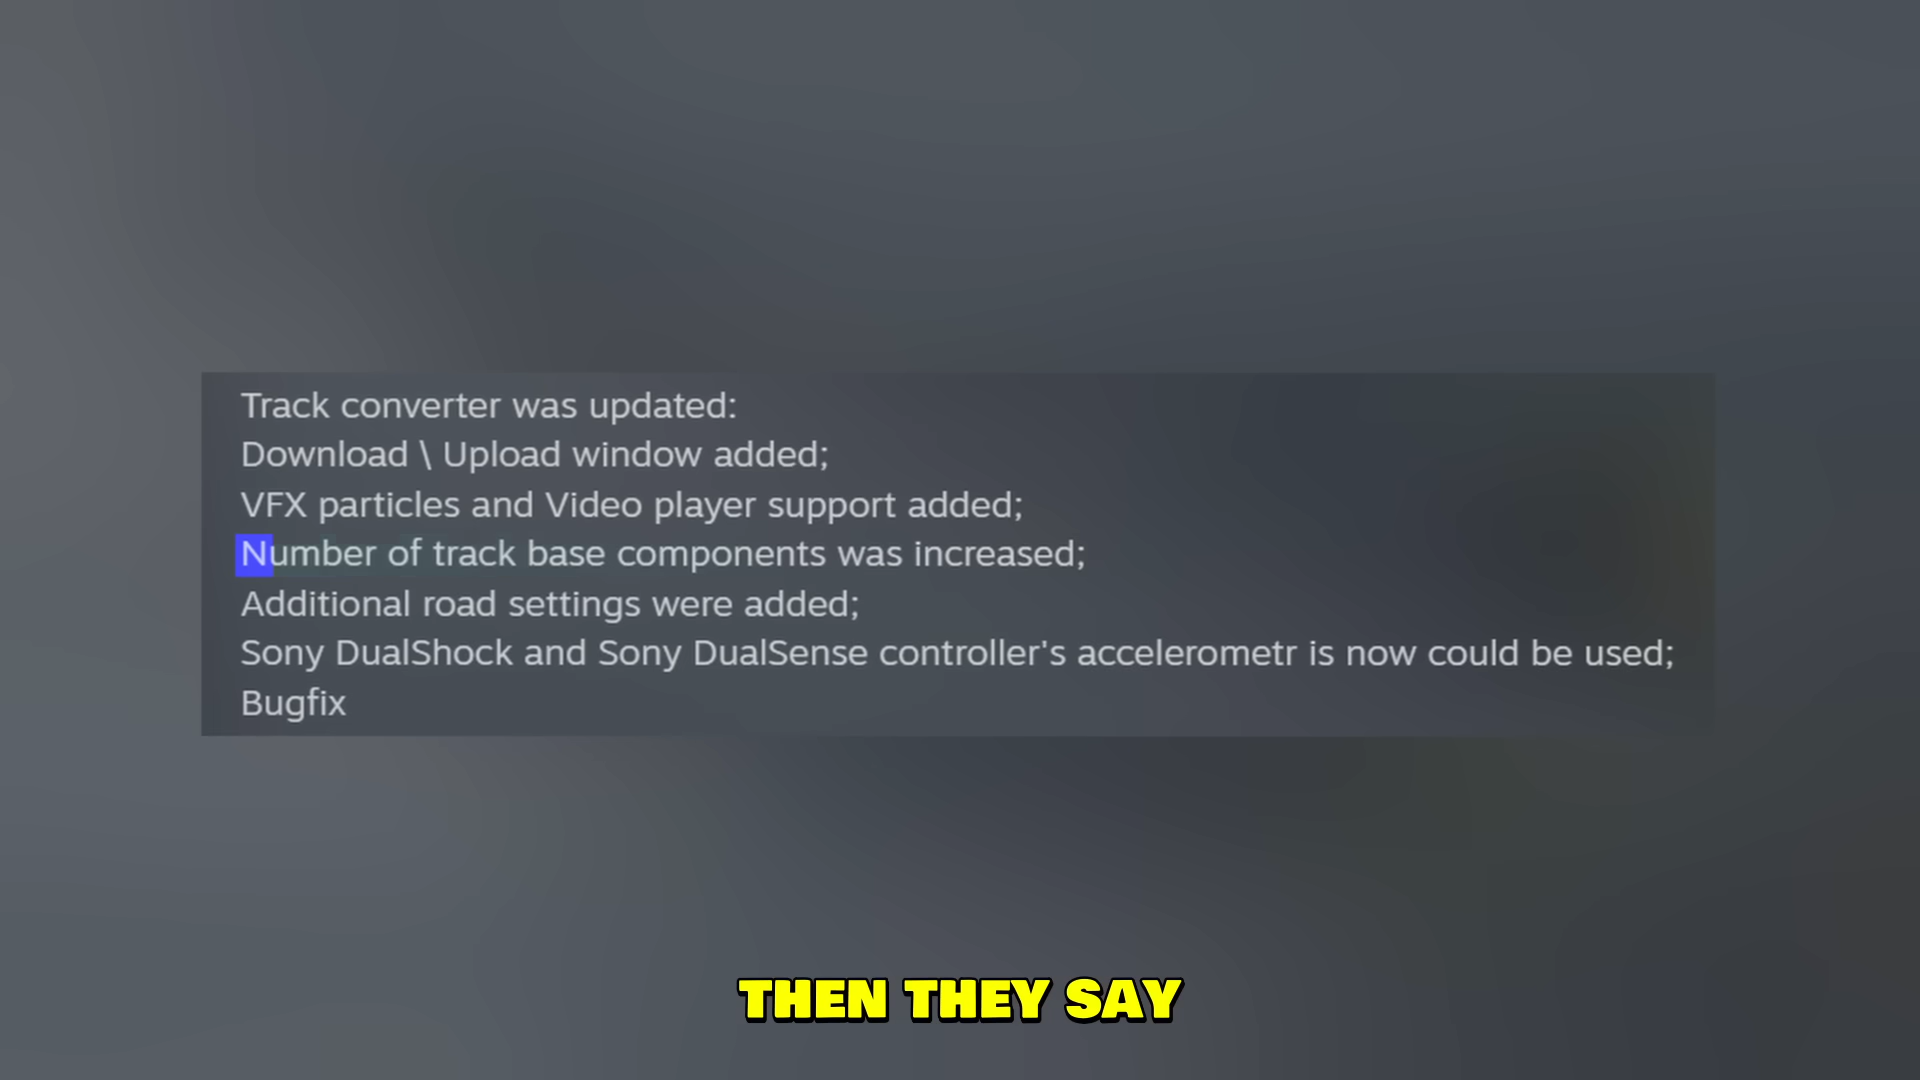 Track converter was updated:
Download \ Upload window added;
VFX particles and Video player support added;
Number of track base components was increased;
Additional road settings were added;
Sony DualShock and Sony DualSense controller's accelerometr is now could be used;
Bugfix
THEN THEY SAY